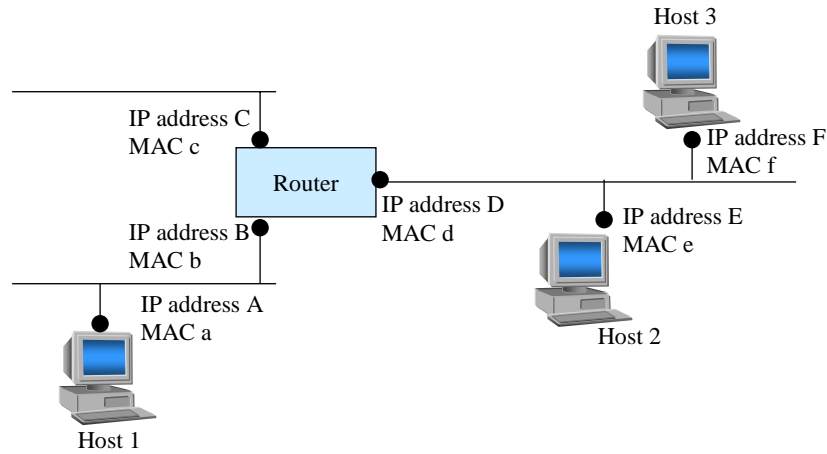 Host 3
IP address C
MAC c
IP address F
MAC f
Router
IP address D
MAC d
IP address E
MAC e
IP address B
MAC b
IP address A
MAC a
Host 2
Host 1